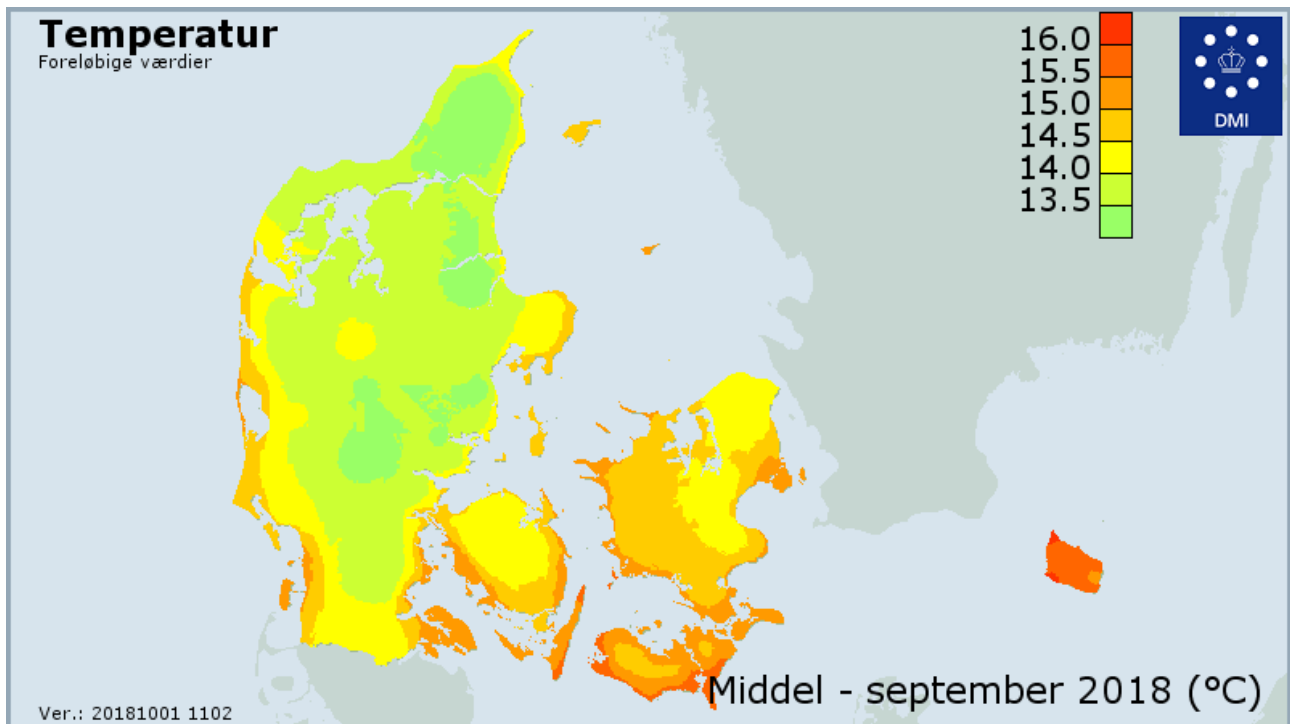 Temperatur
Foreløbige værdier
16.0
15.5
15.0
14.5
14.0
13.5
DMI
Middel - september 2018 (°C)
Ver.: 20181001 1102